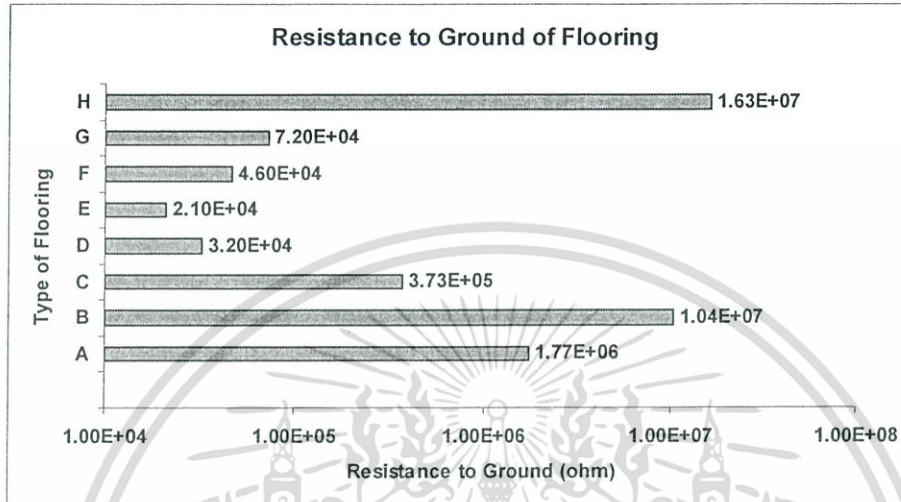 Resistance to Ground of Flooring
Type of Flooring
H 1.63E+07
G 7.20E+04
F 4.60E+04
E 2.10E+04
D 3.20E+04
C 3.73E+05
B 1.04E+07
A 1.77E+06
1.00E+04 1.00E+05 1.00E+06 1.00E+07 1.00E+08
Resistance to Ground (ohm)